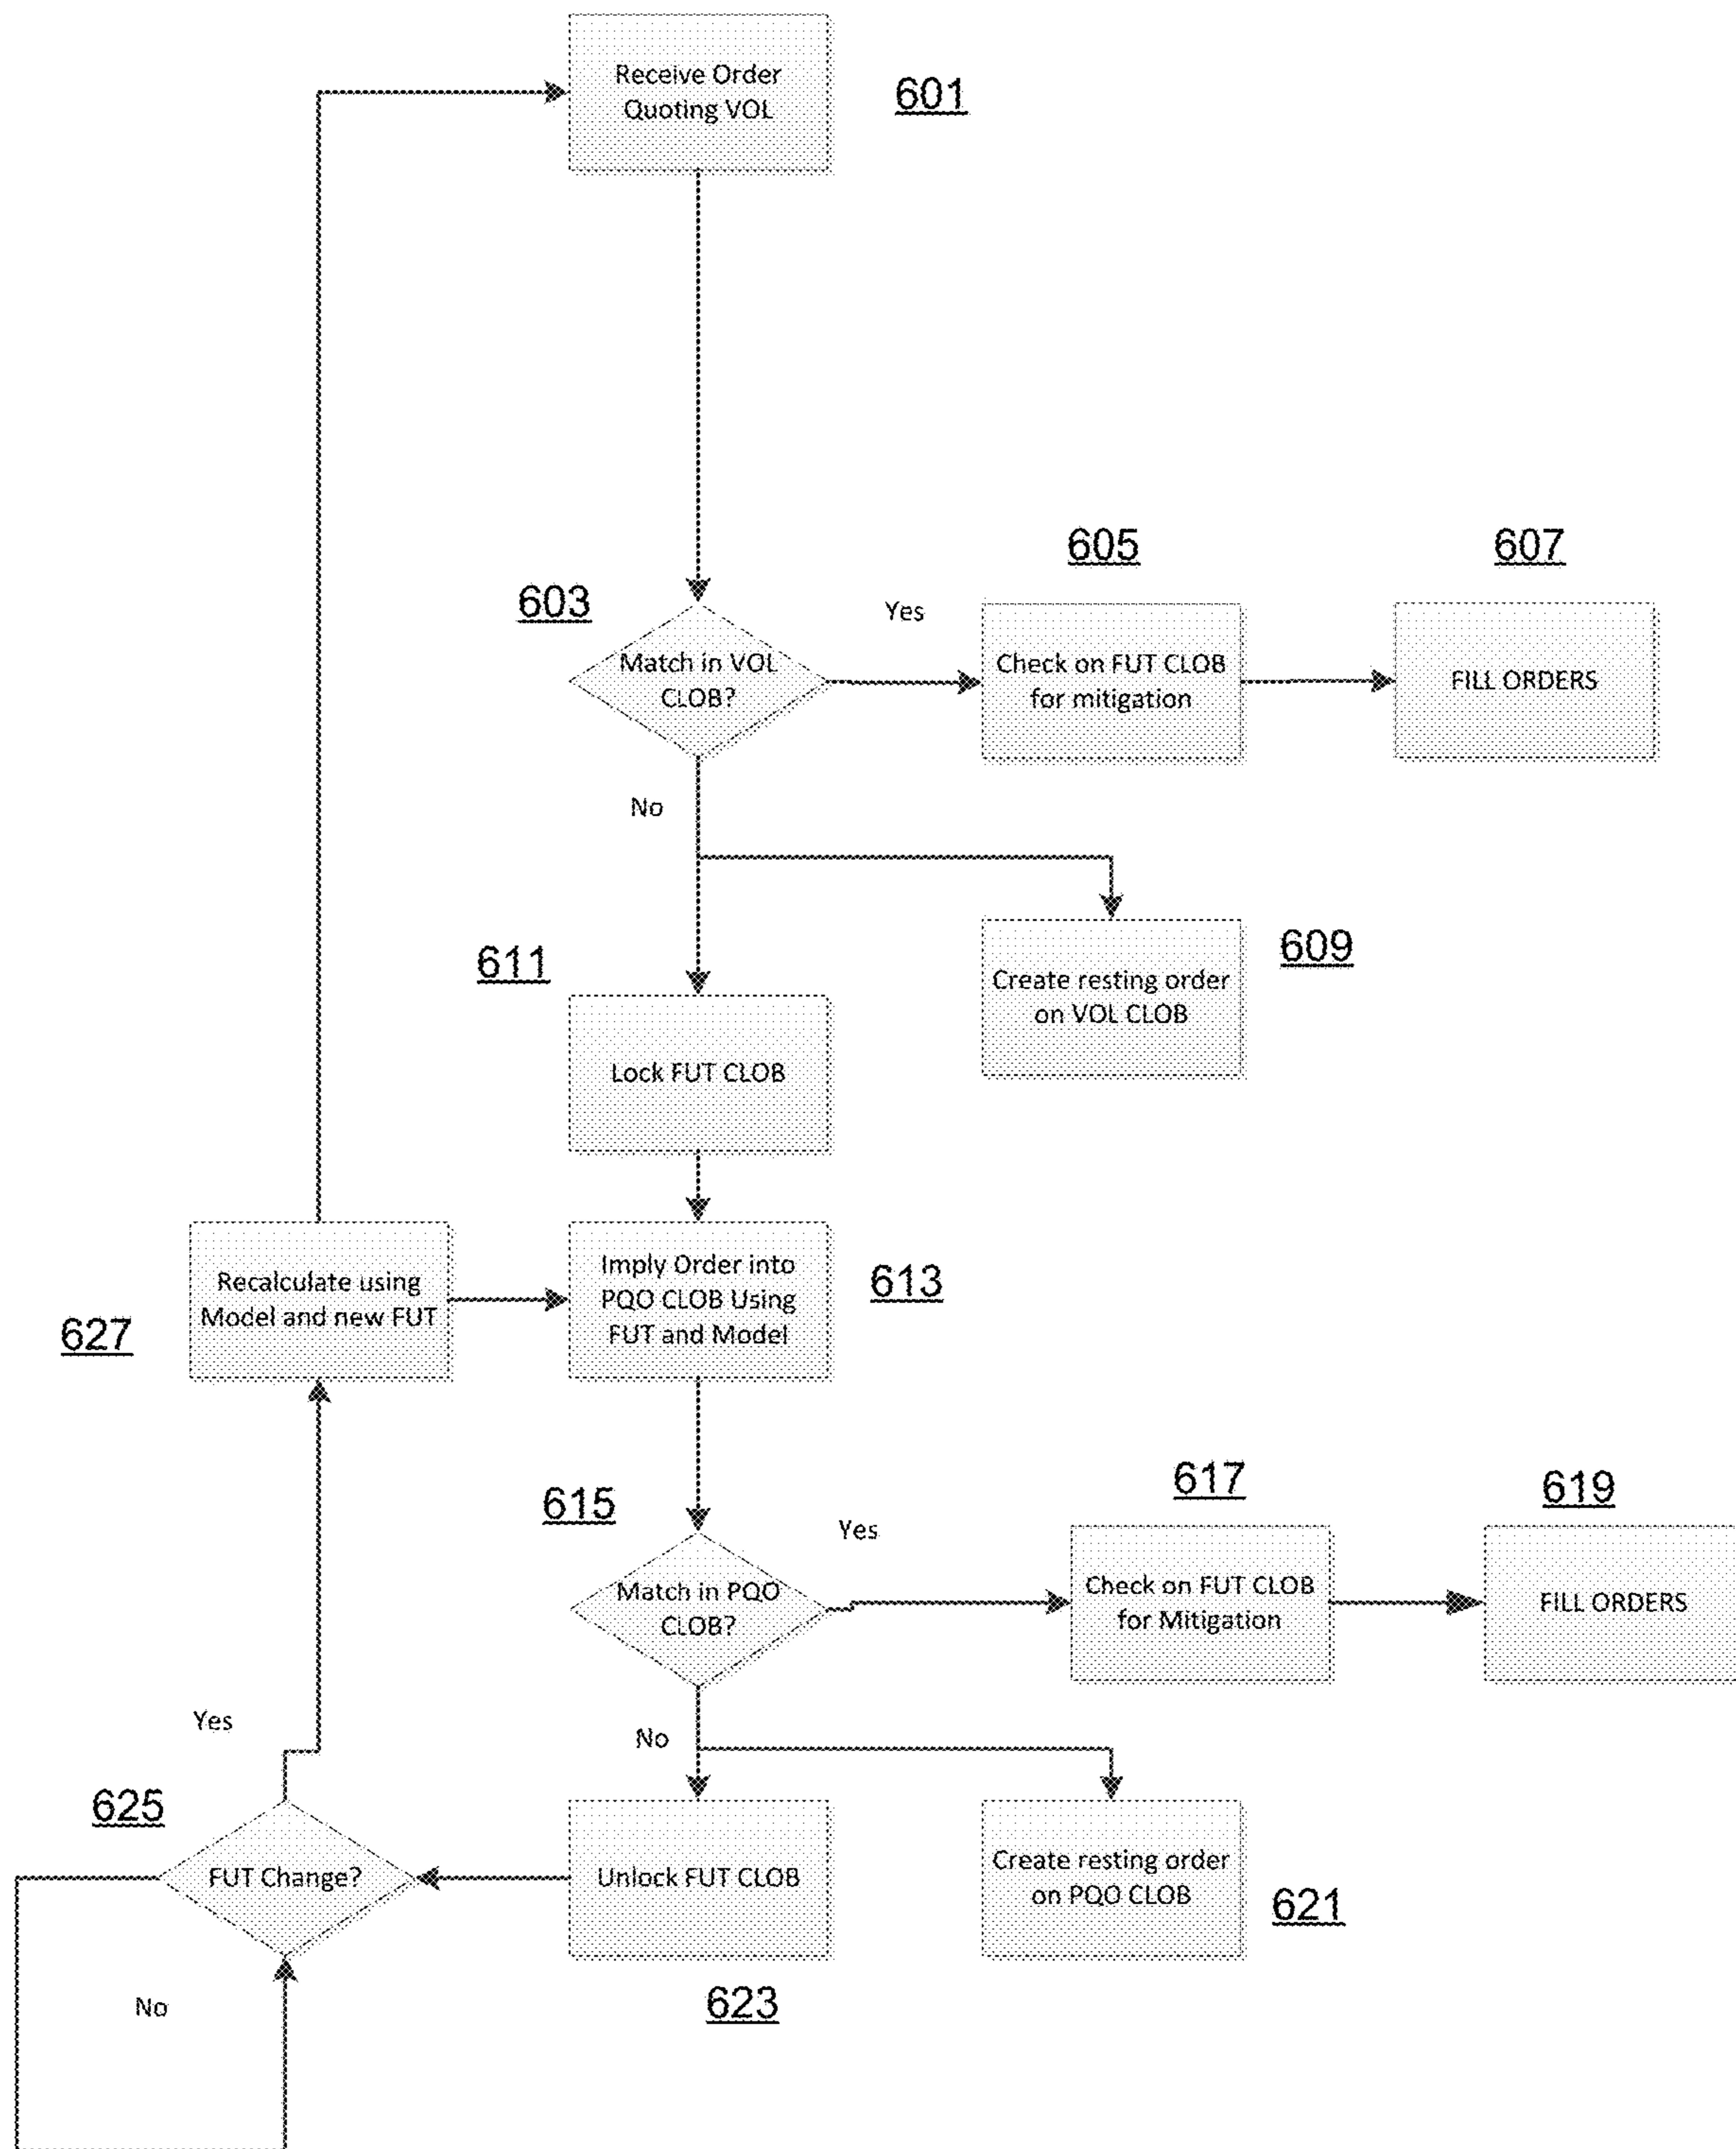 Receive Order
Quoting VOL
601
603
Match in VOL
CLOB?
Yes
605
Check on FUT CLOB
for mitigation
607
FILL ORDERS
No
609
Create resting order
on VOL CLOB
611
Lock FUT CLOB
627
Recalculate using
Model and new FUT
Imply Order into
PQO CLOB Using
FUT and Model
613
615
Match in PQO
CLOB?
Yes
617
Check on FUT CLOB
for Mitigation
619
FILL ORDERS
No
Yes
625
FUT Change?
No
Unlock FUT CLOB
623
Create resting order
on PQO CLOB
621